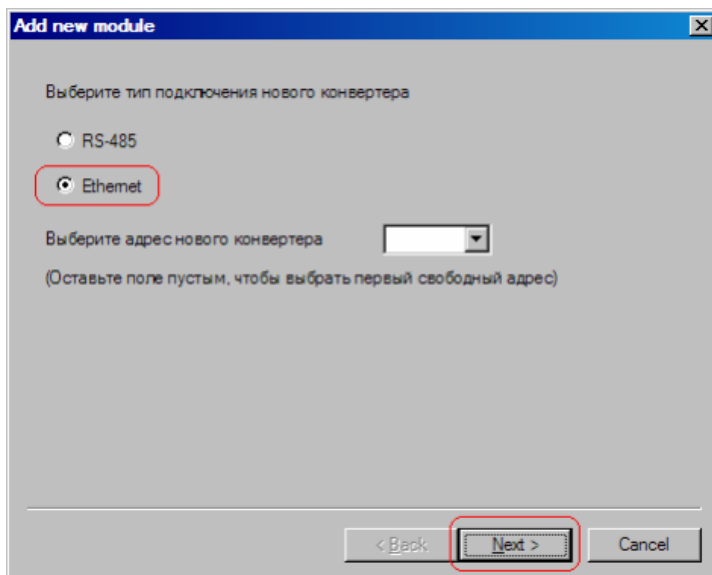 Add new module
Выберите тип подключения нового конвертера
RS-485
Ethernet
Выберите адрес нового конвертера
(Оставьте поле пустым, чтобы выбрать первый свободный адрес)
< Back
Next >
Cancel